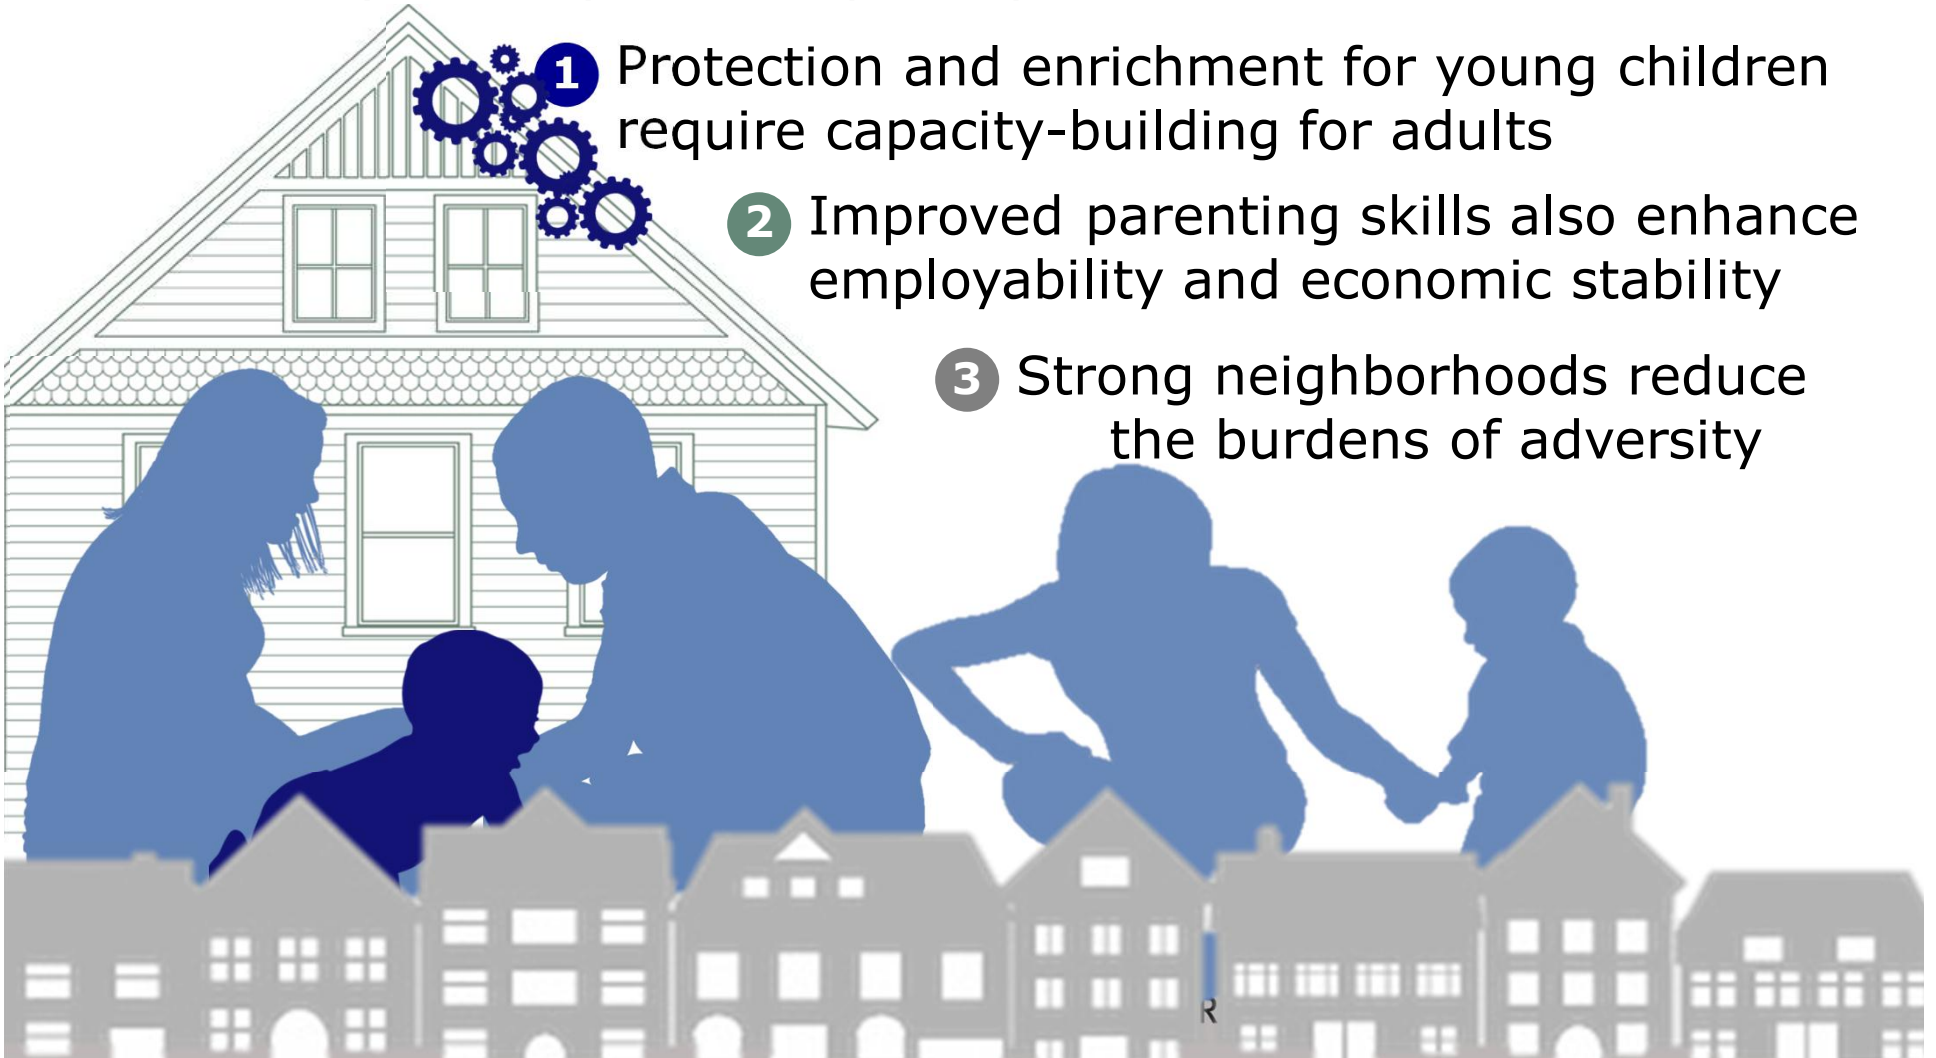 1 Protection and enrichment for young children
require capacity-building for adults
2 Improved parenting skills also enhance
employability and economic stability
3 Strong neighborhoods reduce
the burdens of adversity
R